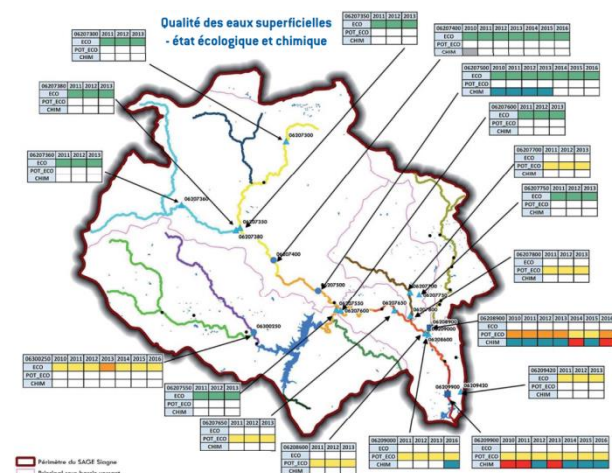 Qualité des eaux superficielles
- état écologique et chimique
06207300 2011 2012 2013
ECO
POT_ECO
CHIM
06207350 2011 2012 2013
ECO
POT_ECO
CHIM
06207400 2010 2011 2012 2013 2014 2015 2016
ECO
POT_ECO
CHIM
06207500 2010 2011 2012 2013 2014 2015 2016
ECO
POT_ECO
CHIM
06207380 2011 2012 2013
ECO
POT_ECO
CHIM
06207600 2011 2012 2013
ECO
POT_ECO
CHIM
06207700 2011 2012 2013
ECO
POT_ECO
CHIM
06207360 2011 2012 2013
ECO
POT_ECO
CHIM
06207750 2011 2012 2013
ECO
POT_ECO
CHIM
06207800 2011 2012 2013
ECO
POT_ECO
CHIM
06207300
06207360
06207350
06207380
06207400
06207500
06207700
06207750
06207550
06207600
06207650
06207800
06208900
06209000
06208600
06300250
06209900
06209420
06208900 2010 2011 2012 2013 2014 2015 2016
ECO
POT_ECO
CHIM
06300250 2010 2011 2012 2013 2014 2015 2016
ECO
POT_ECO
CHIM
06209420 2011 2012 2013
ECO
POT_ECO
CHIM
06207550 2011 2012 2013
ECO
POT_ECO
CHIM
06207650 2011 2012 2013
ECO
POT_ECO
CHIM
06208600 2011 2012 2013
ECO
POT_ECO
CHIM
06209000 2011 2012 2013 2016
ECO
POT_ECO
CHIM
06209900 2010 2011 2012 2013 2014 2015 2016
ECO
POT_ECO
CHIM
Périmètre du SAGE Singne